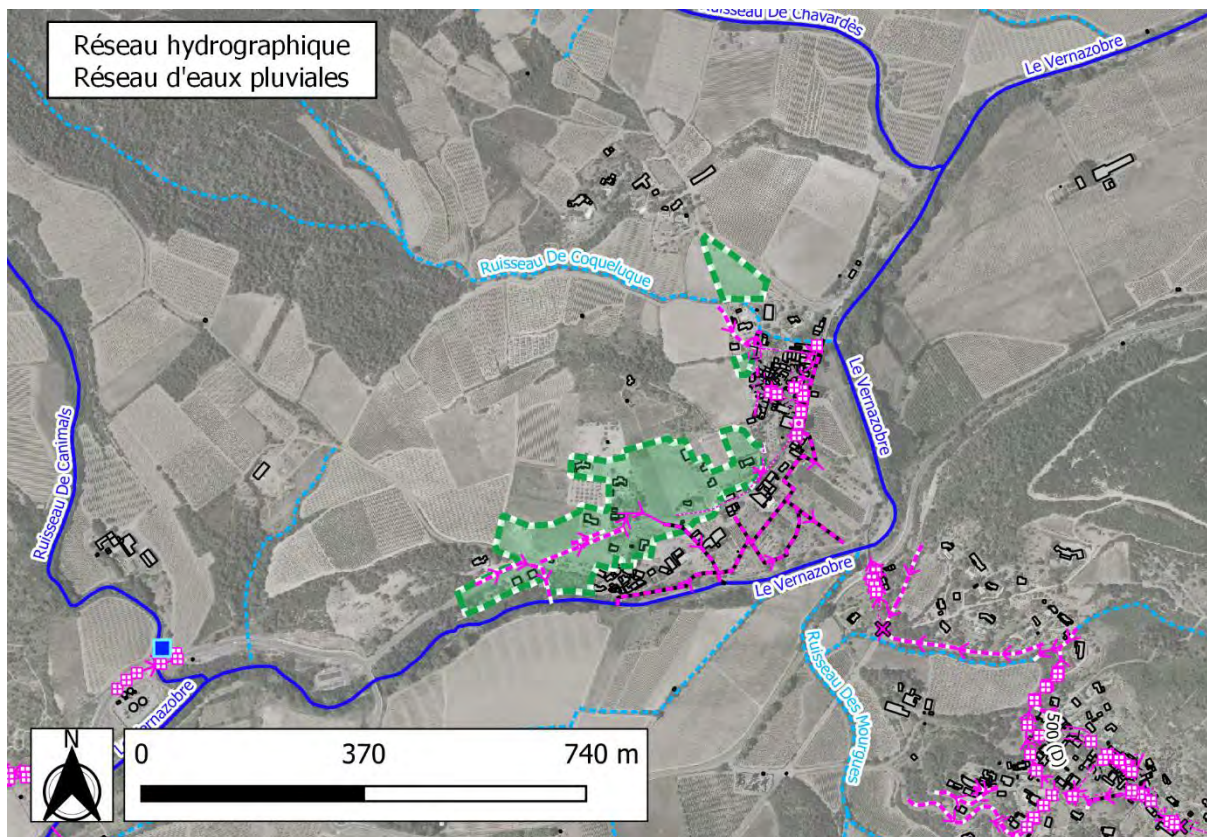 Réseau hydrographique
Réseau d'eaux pluviales
Ruisseau De Chavardès
Le Vernazobre
Ruisseau De Coqueluque
Le Vernazobre
Ruisseau De Canimals
Le Vernazobre
Ruisseau Des Mourgues
Le Vernazobre
500 (D)
N
0 370 740 m